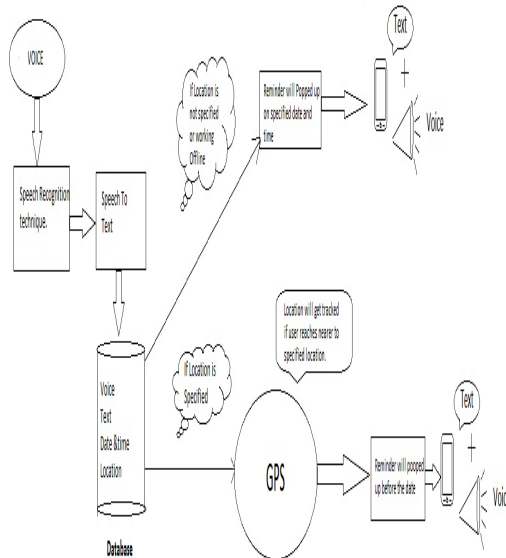 VOICE
Speech Recognition
technique.
Speech To
Text
Voice
Text
Date &time
Location
Database
If Location is
not specified
or working
Offline
Reminder will Popped up
on specified date and
time
Text
+
Voice
If Location is
Specified
Location will get tracked
if user reaches nearer to
specified location.
GPS
Reminder will pooped
up before the date
Text
+
Voic